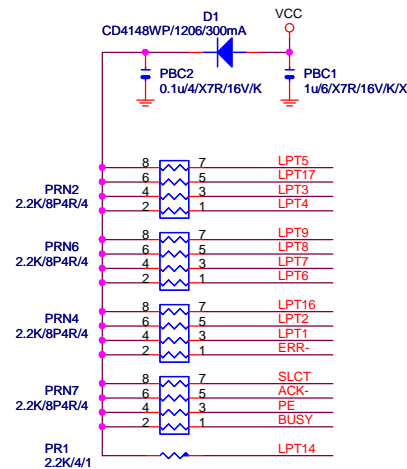 D1
VCC
CD4148WP/1206/300mA
PBC2
0.1u/4/X7R/16V/K
PBC1
1u/6/X7R/16V/K/X
8 7 LPT5
6 5 LPT17
PRN2
4 3 LPT3
2.2K/8P4R/4
2 1 LPT4
8 7 LPT9
6 5 LPT8
PRN6
4 3 LPT7
2.2K/8P4R/4
2 1 LPT6
8 7 LPT16
6 5 LPT2
PRN4
4 3 LPT1
2.2K/8P4R/4
2 1 ERR-
8 7 SLCT
6 5 ACK-
PRN7
4 3 PE
2.2K/8P4R/4
2 1 BUSY
PR1
LPT14
2.2K/4/1